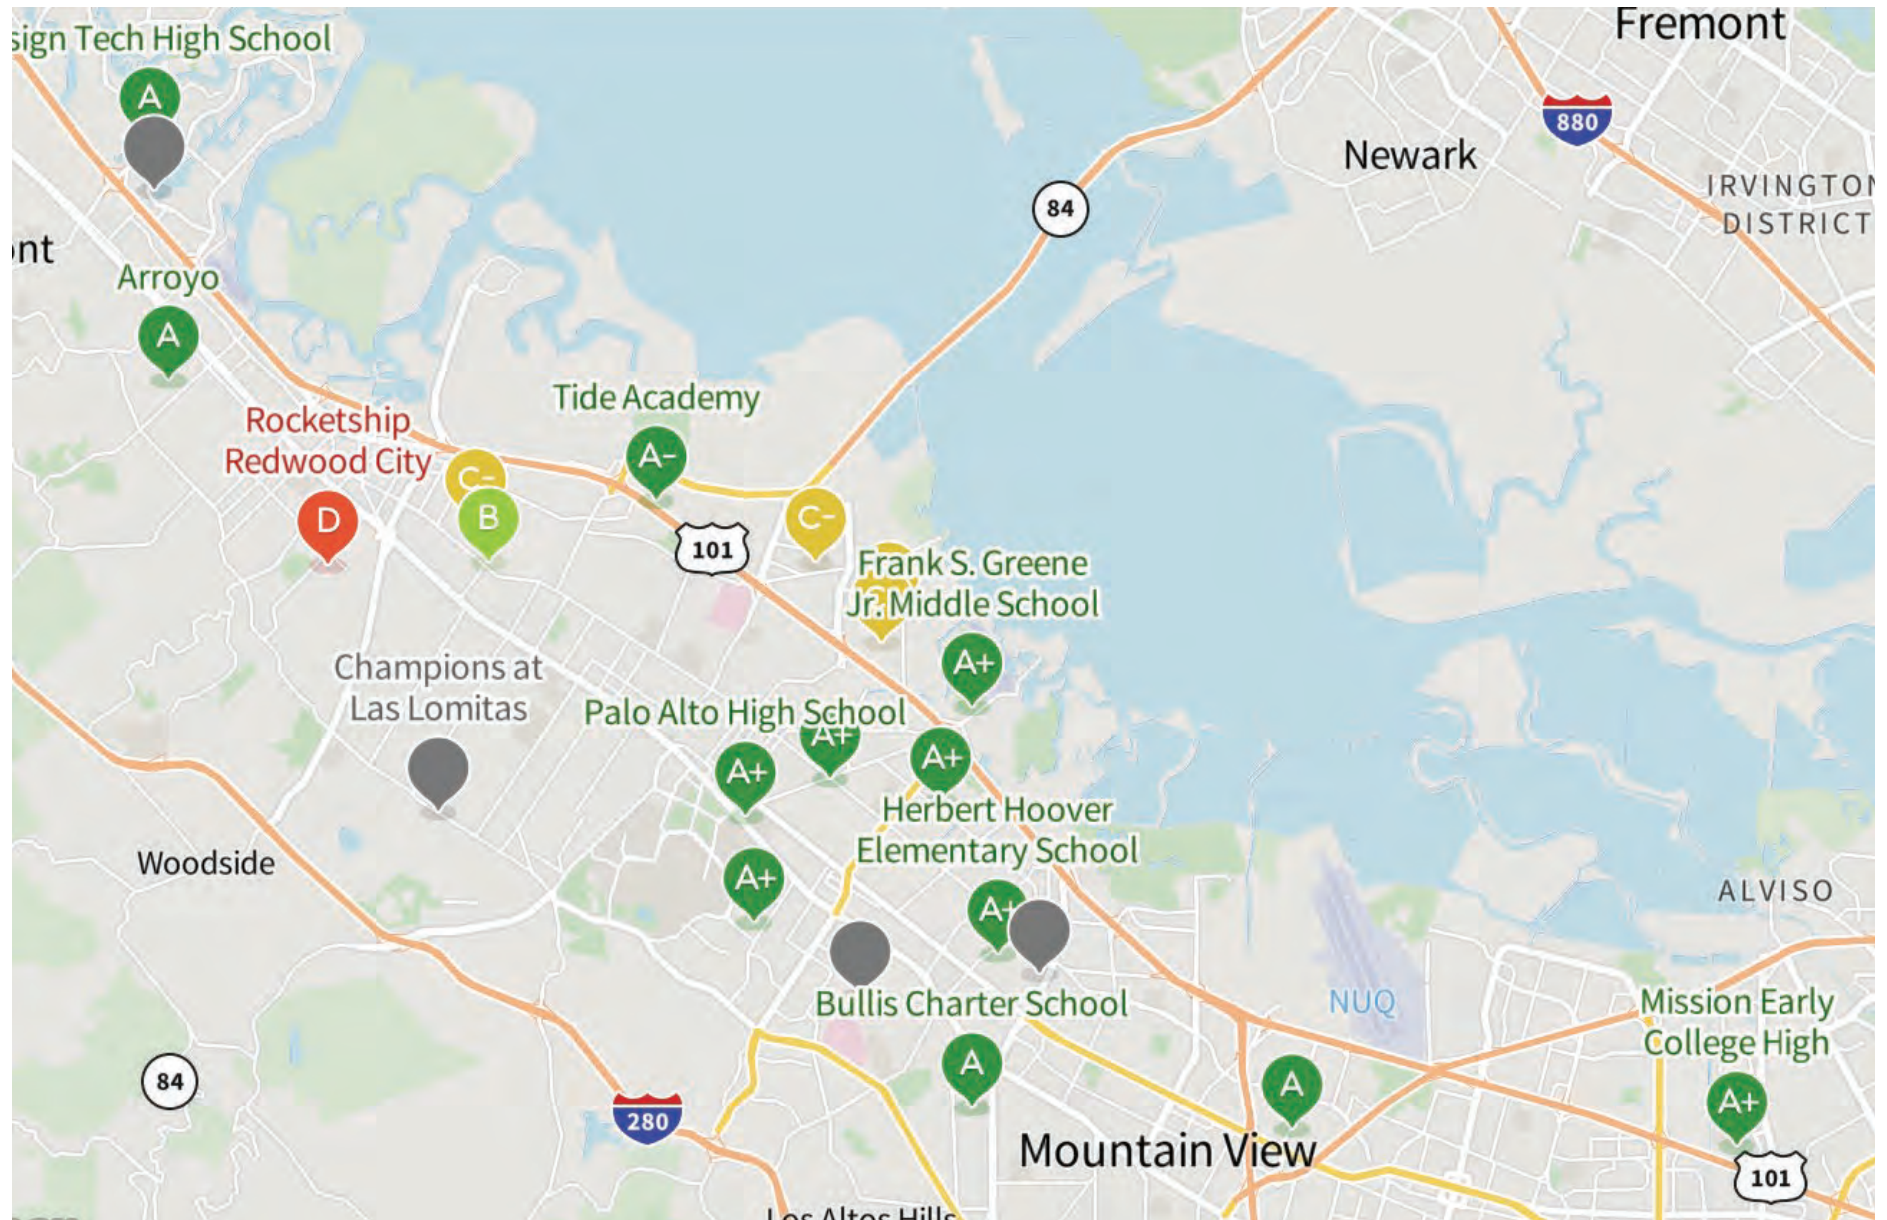 sign Tech High School
Fremont
A
880
Newark
84
IRVINGTON
DISTRICT
ont
Arroyo
A
Tide Academy
Rocketship
Redwood City
A-
C-
D
B
C-
101
Frank S. Greene
Jr. Middle School
A+
Champions at
Las Lomitas
Palo Alto High School
A+
A+
A+
Herbert Hoover
Elementary School
Woodside
A+
ALVISO
A+
Bullis Charter School
NUQ
Mission Early
College High
A
84
A
A+
280
Mountain View
101
Los Altos Hills